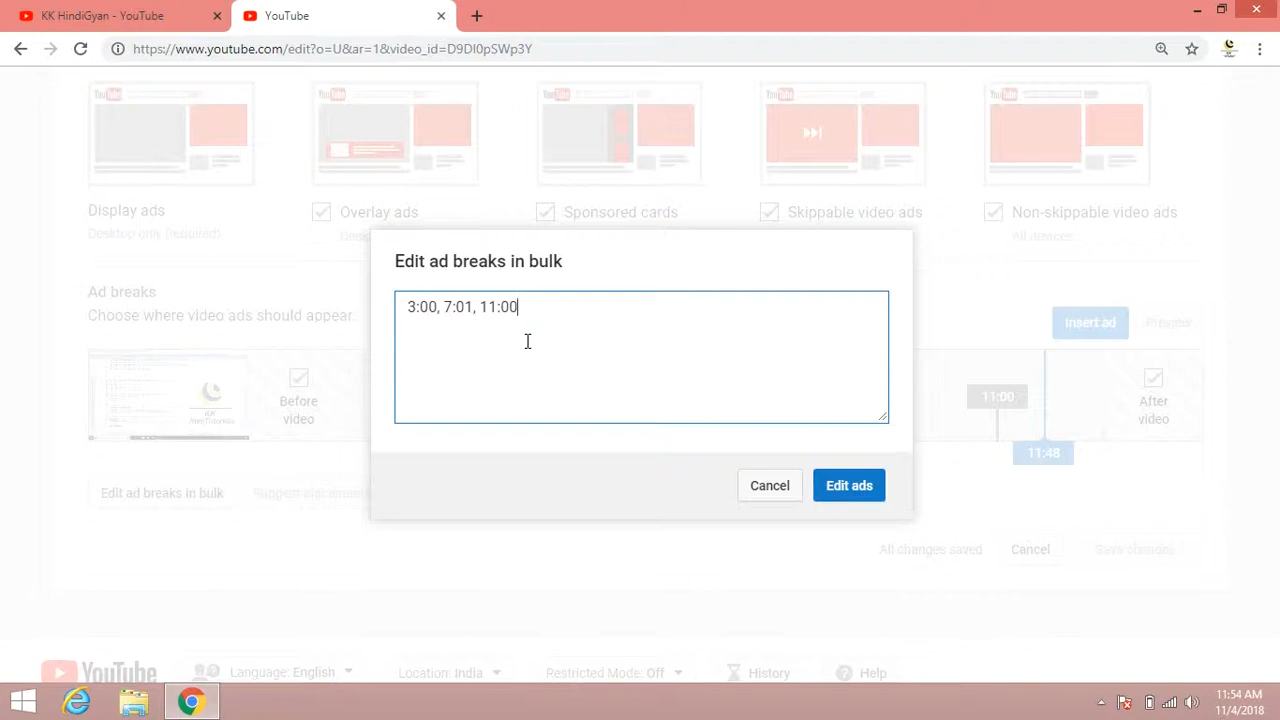 KK HindiGyan - YouTube
YouTube
https://www.youtube.com/edit?o=U&ar=1&video_id=D9DI0pSWp3Y
Display ads
Overlay ads
Sponsored cards
Skippable video ads
Non-skippable video ads
Desktop only (required)
All devices
Edit ad breaks in bulk
3:00, 7:01, 11:00
Ad breaks
Choose where video ads should appear.
Insert ad
Preview
Before
video
11:00
After
video
11:48
Edit ad breaks in bulk
Cancel
Edit ads
All changes saved
Cancel
Save changes
YouTube
Language: English
Location: India
Restricted Mode: Off
History
Help
11:54 AM
11/4/2018